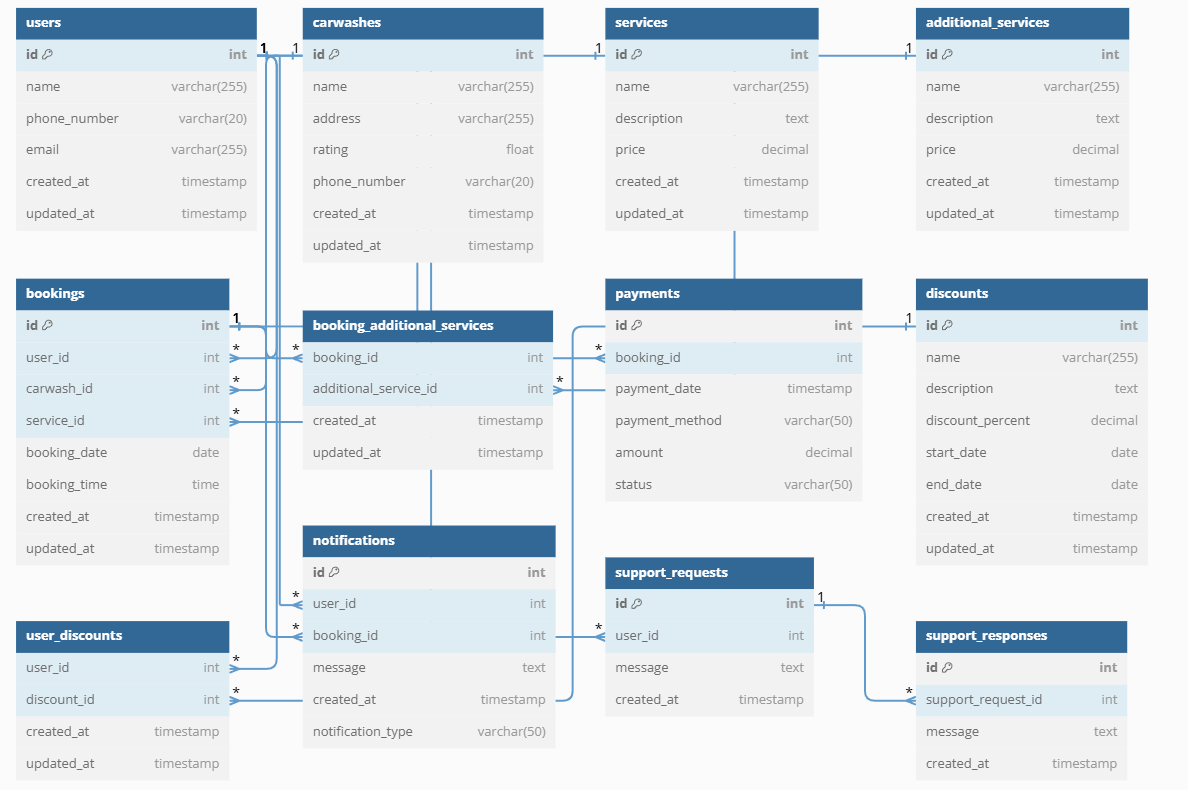 users
id int
name varchar(255)
phone_number varchar(20)
email varchar(255)
created_at timestamp
updated_at timestamp
1
1
carwashes
id int
name varchar(255)
address varchar(255)
rating float
phone_number varchar(20)
created_at timestamp
updated_at timestamp
1
services
id int
name varchar(255)
description text
price decimal
created_at timestamp
updated_at timestamp
1
additional_services
id int
name varchar(255)
description text
price decimal
created_at timestamp
updated_at timestamp
bookings
id int
user_id int
carwash_id int
service_id int
booking_date date
booking_time time
created_at timestamp
updated_at timestamp
1
*
*
*
*
booking_additional_services
booking_id int
additional_service_id int
created_at timestamp
updated_at timestamp
*
*
payments
id int
booking_id int
payment_date timestamp
payment_method varchar(50)
amount decimal
status varchar(50)
1
discounts
id int
name varchar(255)
description text
discount_percent decimal
start_date date
end_date date
created_at timestamp
updated_at timestamp
user_discounts
user_id int
discount_id int
created_at timestamp
updated_at timestamp
*
*
*
*
notifications
id int
user_id int
booking_id int
message text
created_at timestamp
notification_type varchar(50)
*
support_requests
id int
user_id int
message text
created_at timestamp
1
*
support_responses
id int
support_request_id int
message text
created_at timestamp